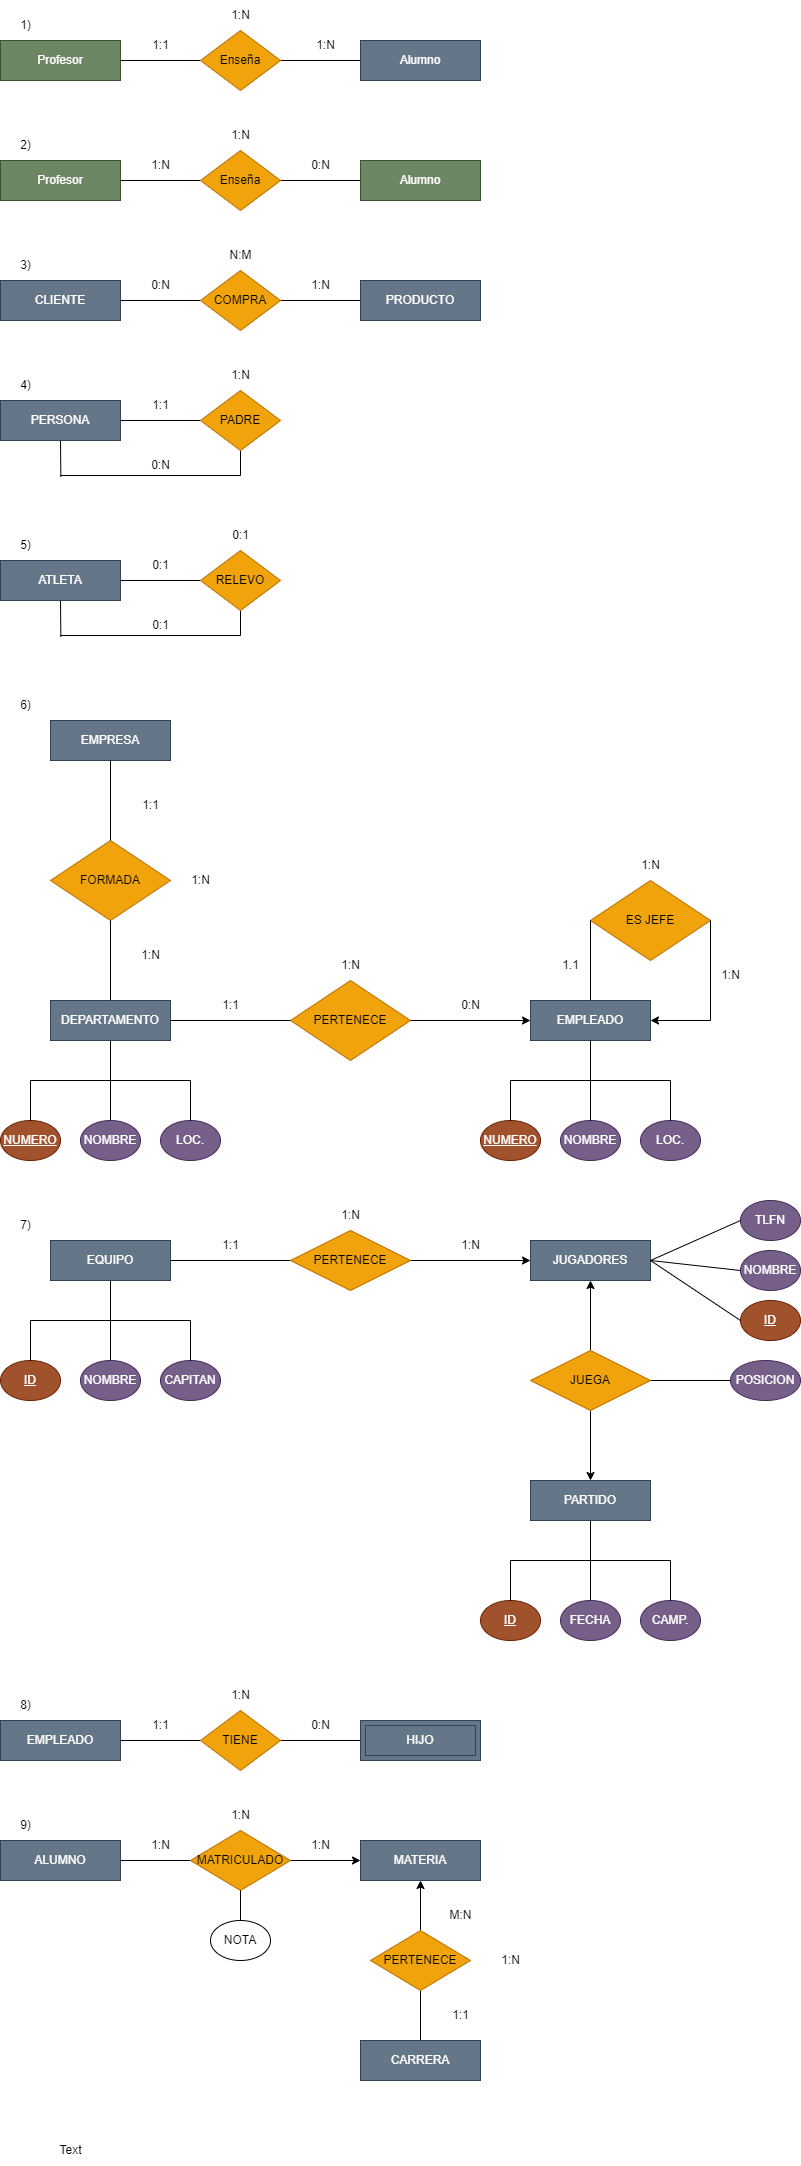 1)
1:N
Profesor
1:1
Enseña
1:N
Alumno
2)
1:N
Profesor
1:N
Enseña
0:N
Alumno
3)
N:M
CLIENTE
0:N
COMPRA
1:N
PRODUCTO
4)
1:N
PERSONA
1:1
PADRE
0:N
5)
0:1
ATLETA
0:1
RELEVO
0:1
6)
EMPRESA
1:1
FORMADA
1:N
1:N
DEPARTAMENTO
1:1
1:N
PERTENECE
0:N
EMPLEADO
1:N
ES JEFE
1.1
1:N
NUMERO
NOMBRE
LOC.
NUMERO
NOMBRE
LOC.
7)
EQUIPO
1:1
1:N
PERTENECE
1:N
JUGADORES
TLFN
NOMBRE
ID
ID
NOMBRE
CAPITAN
JUEGA
POSICION
PARTIDO
ID
FECHA
CAMP.
8)
1:N
EMPLEADO
1:1
TIENE
0:N
HIJO
9)
1:N
ALUMNO
1:N
MATRICULADO
1:N
MATERIA
NOTA
M:N
PERTENECE
1:N
1:1
CARRERA
Text